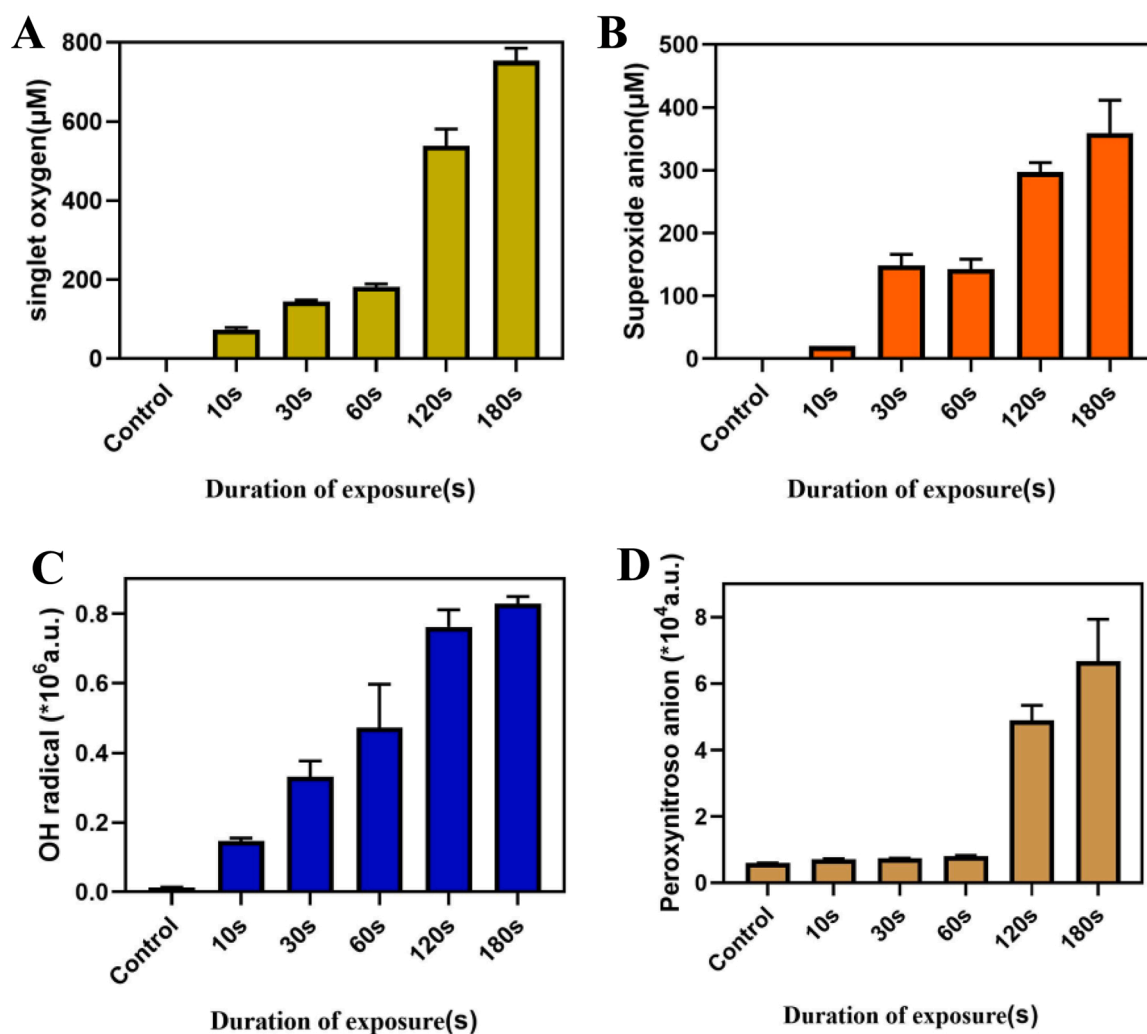 A
singlet oxygen(μM)
800
600
400
200
0
Control
10s
30s
60s
120s
180s
Duration of exposure(s)
B
Superoxide anion(μM)
500
400
300
200
100
0
Control
10s
30s
60s
120s
180s
Duration of exposure(s)
C
OH radical (*10⁶a.u.)
0.8
0.6
0.4
0.2
0.0
Control
10s
30s
60s
120s
180s
Duration of exposure(s)
D
Peroxynitroso anion (*10⁴a.u.)
8
6
4
2
0
Control
10s
30s
60s
120s
180s
Duration of exposure(s)